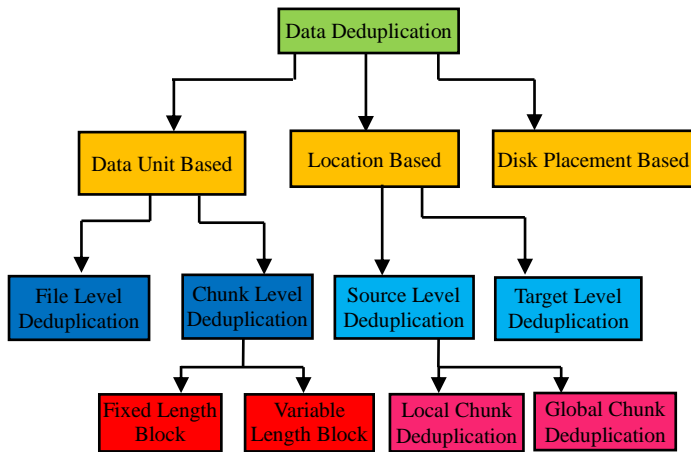 Data Deduplication
Data Unit Based
Location Based
Disk Placement Based
File Level
Deduplication
Chunk Level
Deduplication
Source Level
Deduplication
Target Level
Deduplication
Fixed Length
Block
Variable
Length Block
Local Chunk
Deduplication
Global Chunk
Deduplication